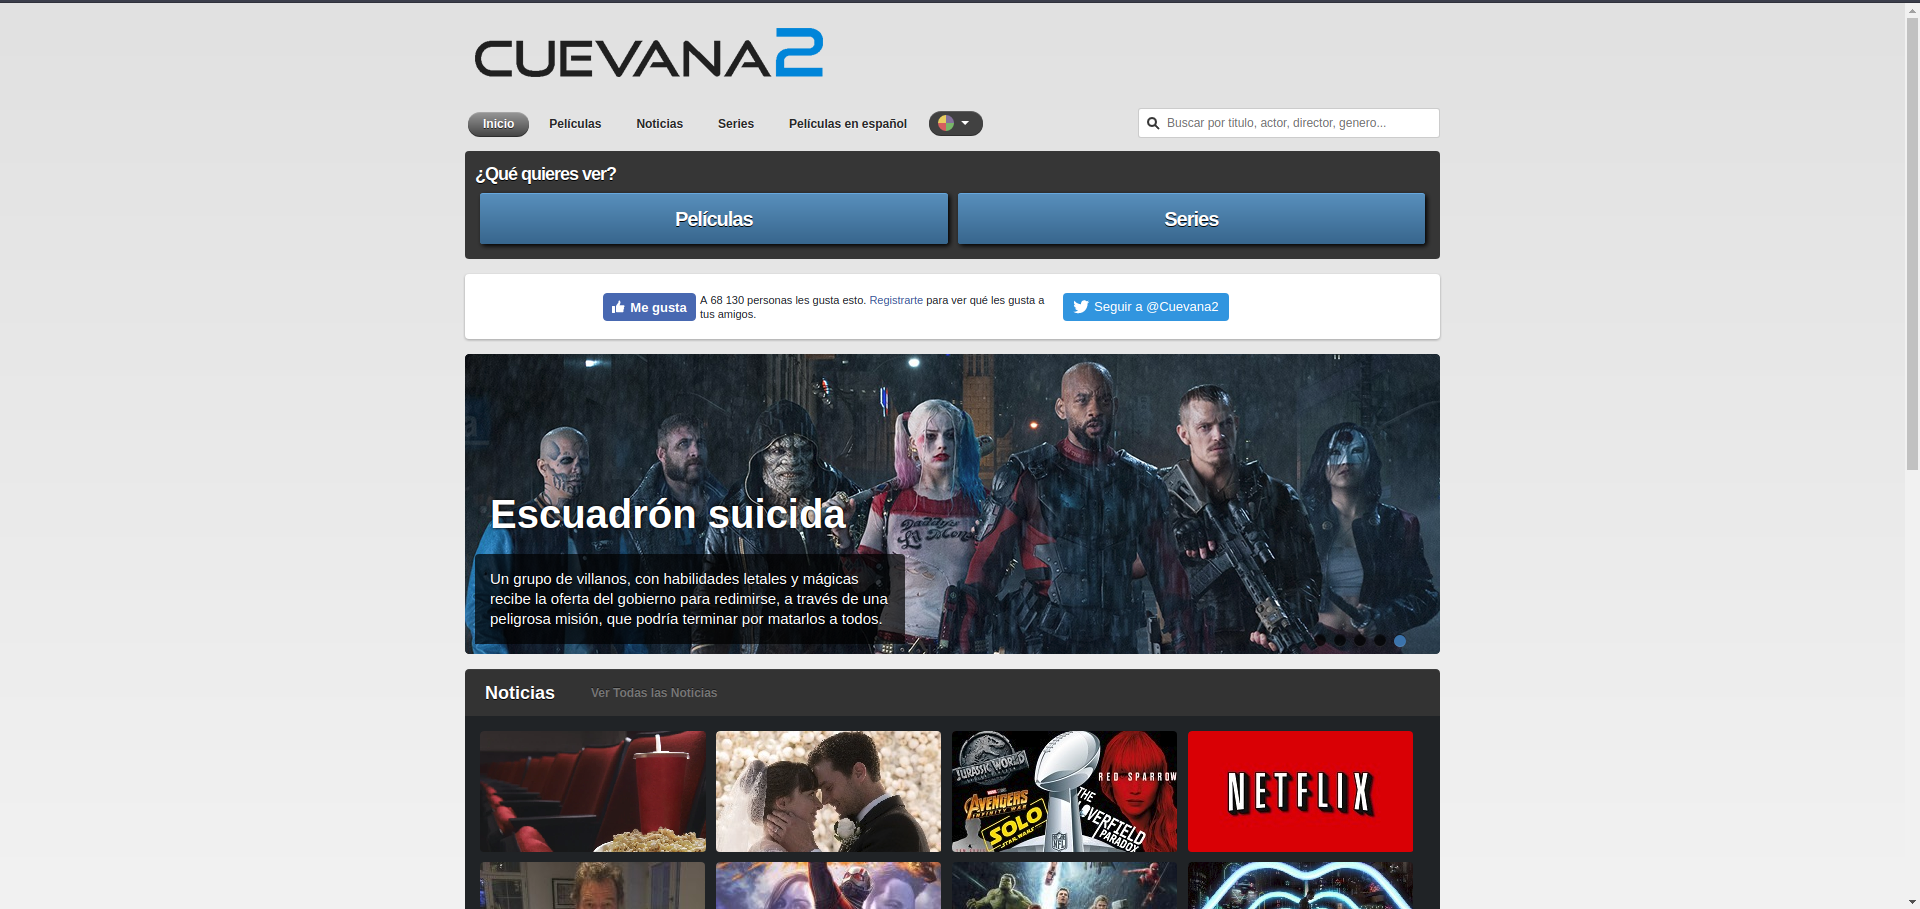 CUEVANA2
Inicio
Películas
Noticias
Series
Películas en español
Buscar por titulo, actor, director, genero...
¿Qué quieres ver?
Películas
Series
Me gusta
A 68 130 personas les gusta esto. Registrarte para ver qué les gusta a
tus amigos.
Seguir a @Cuevana2
Escuadrón suicida
Un grupo de villanos, con habilidades letales y mágicas
recibe la oferta del gobierno para redimirse, a través de una
peligrosa misión, que podría terminar por matarlos a todos.
Noticias
Ver Todas las Noticias
JURASSIC WORLD
RED SPARROW
AVENGERS
INFINITY WAR
SOLO
STAR WARS
THE
CLOVERFIELD
PARADOX
NFL
NETFLIX